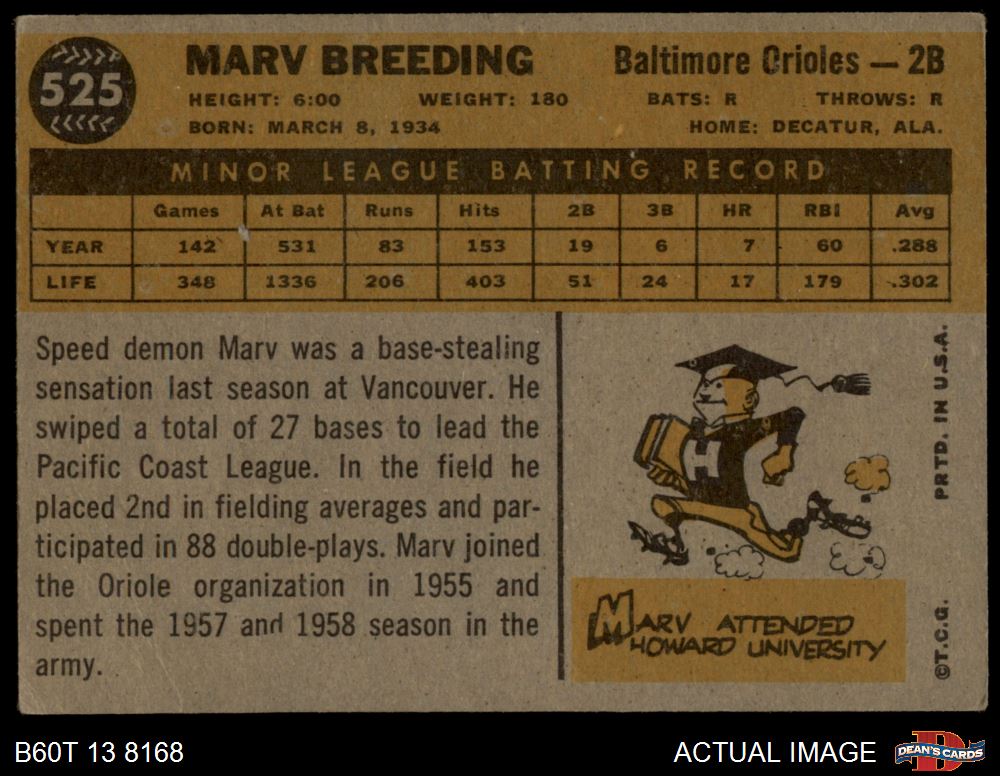 525
MARV BREEDING Baltimore Orioles — 2B
HEIGHT: 6:00 WEIGHT: 180 BATS: R THROWS: R
BORN: MARCH 8, 1934 HOME: DECATUR, ALA.
MINOR LEAGUE BATTING RECORD
Games At Bat Runs Hits 2B 3B HR RBI Avg
YEAR 142 531 83 153 19 6 7 60 .288
LIFE 348 1336 206 403 51 24 17 179 .302
Speed demon Marv was a base-stealing
sensation last season at Vancouver. He
swiped a total of 27 bases to lead the
Pacific Coast League. In the field he
placed 2nd in fielding averages and par-
ticipated in 88 double-plays. Marv joined
the Oriole organization in 1955 and
spent the 1957 and 1958 season in the
army.
H
MARV ATTENDED
HOWARD UNIVERSITY
©T.C.G. PRTD. IN U.S.A.
B60T 13 8168 ACTUAL IMAGE
D
DEAN'S CARDS